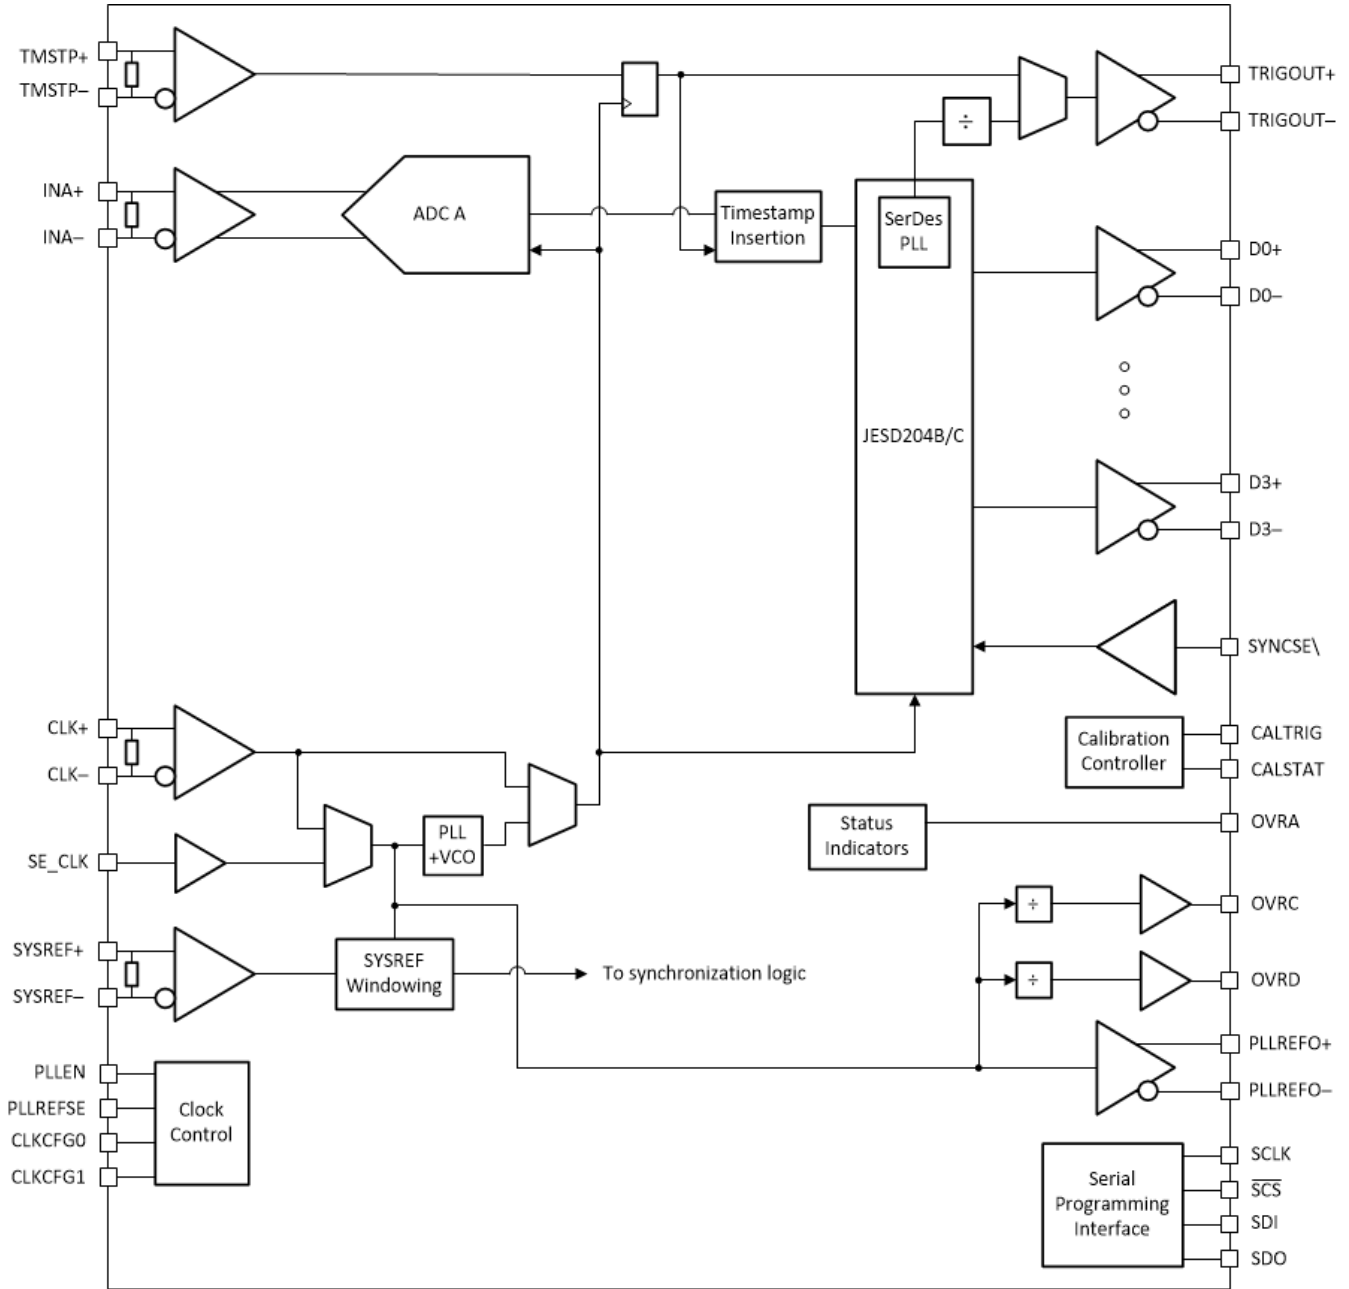 TMSTP+
TMSTP–
TRIGOUT+
÷
TRIGOUT–
INA+
INA–
ADC A
Timestamp
Insertion
SerDes
PLL
D0+
D0–
JESD204B/C
D3+
D3–
SYNCSE\
CLK+
CLK–
Calibration
Controller
CALTRIG
CALSTAT
SE_CLK
PLL
+VCO
Status
Indicators
OVRA
÷
OVRC
SYSREF+
SYSREF–
SYSREF
Windowing
To synchronization logic
÷
OVRD
PLLREFO+
PLLREFO–
PLLEN
PLLREFSE
CLKCFG0
CLKCFG1
Clock
Control
Serial
Programming
Interface
SCLK
SCS
SDI
SDO